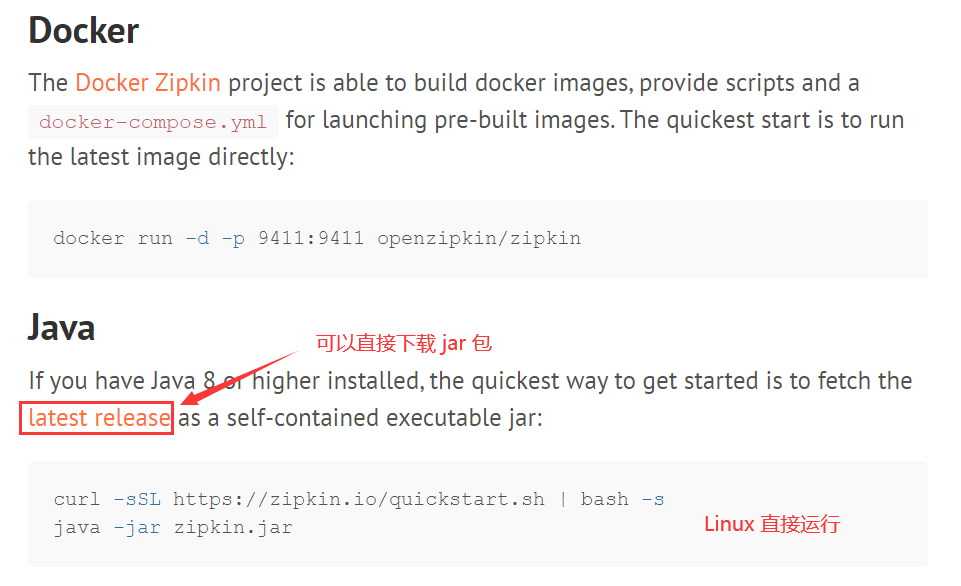 Docker
The Docker Zipkin project is able to build docker images, provide scripts and a
docker-compose.yml for launching pre-built images. The quickest start is to run
the latest image directly:
docker run -d -p 9411:9411 openzipkin/zipkin
Java
可以直接下载 jar 包
If you have Java 8 or higher installed, the quickest way to get started is to fetch the
latest release as a self-contained executable jar:
curl -sSL https://zipkin.io/quickstart.sh | bash -s
java -jar zipkin.jar
Linux 直接运行